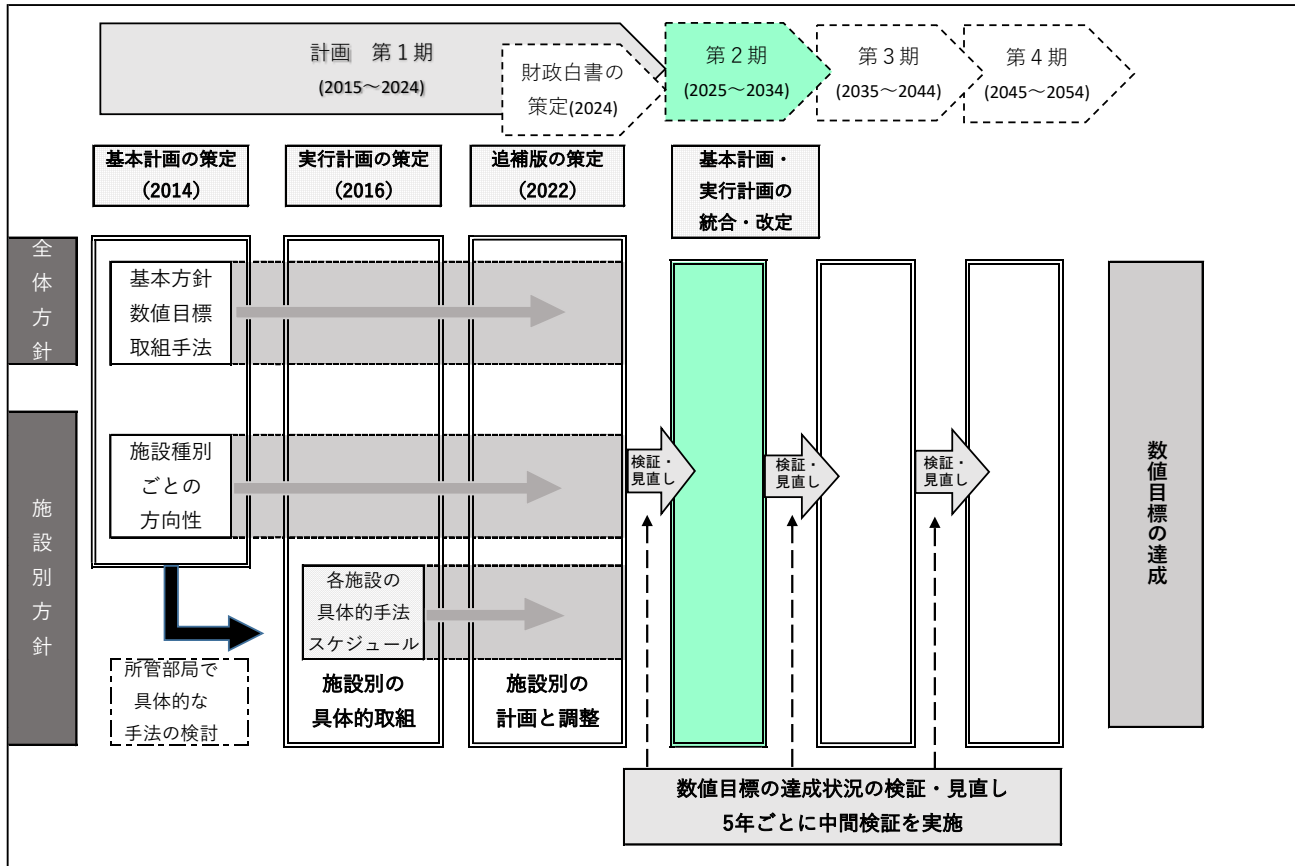 計画　第１期
(2015～2024)
財政白書の
策定(2024)
第２期
(2025～2034)
第３期
(2035～2044)
第４期
(2045～2054)
基本計画の策定
（2014）
実行計画の策定
（2016）
追補版の策定
（2022）
基本計画・
実行計画の
統合・改定
全体方針
基本方針
数値目標
取組手法
施設別方針
施設種別
ごとの
方向性
検証・
見直し
検証・
見直し
検証・
見直し
数値目標の達成
各施設の
具体的手法
スケジュール
所管部局で
具体的な
手法の検討
施設別の
具体的取組
施設別の
計画と調整
数値目標の達成状況の検証・見直し
5年ごとに中間検証を実施